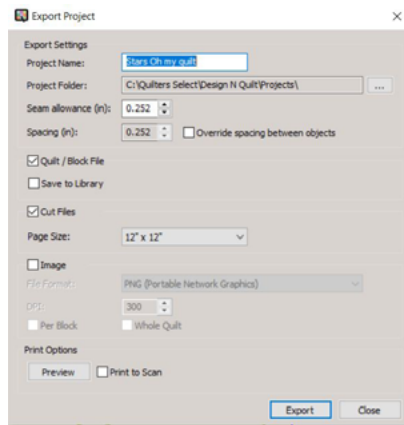 Export Project
Export Settings
Project Name: Stars Oh my quilt
Project Folder: C:\Quilters Select\Design N Quilt\Projects\ ...
Seam allowance (in): 0.252
Spacing (in): 0.252 Override spacing between objects
Quilt / Block File
Save to Library
Cut Files
Page Size: 12" x 12"
Image
File Format: PNG (Portable Network Graphics)
DPI: 300
Per Block Whole Quilt
Print Options
Preview Print to Scan
Export Close